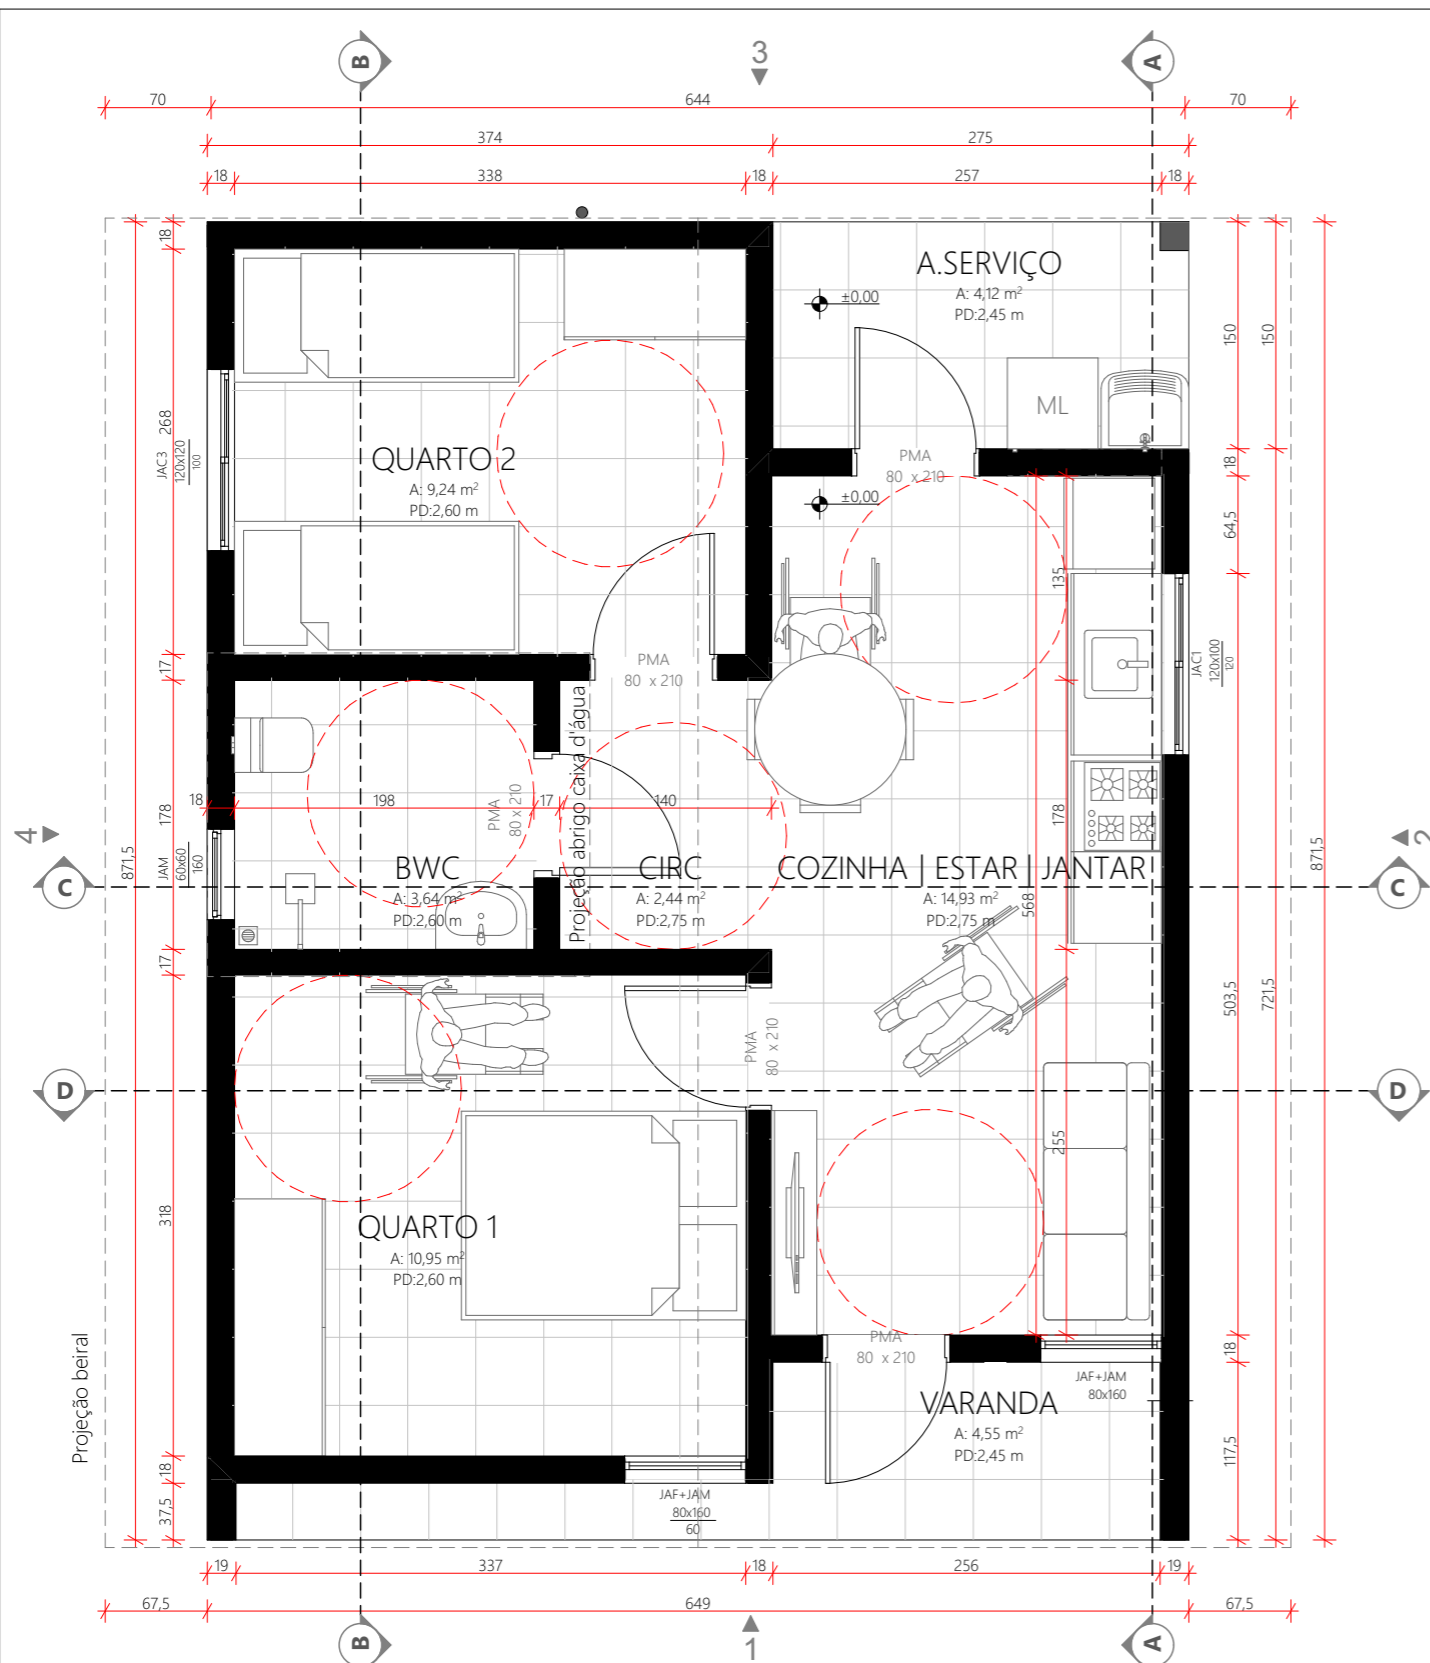 B
3
A
70
644
70
374
275
18
338
18
257
18
18
A.SERVIÇO
A: 4,12 m²
PD:2,45 m
±0,00
150
150
ML
268
JAC3
120x120
100
QUARTO 2
A: 9,24 m²
PD:2,60 m
PMA
80 x 210
±0,00
18
64,5
135
JAC1
120x100
120
17
PMA
80 x 210
Projeção abrigo caixa d'água
18
198
17
140
PMA
80 x 210
178
178
4
2
871,5
871,5
JAM
60x60
160
C
BWC
A: 3,64 m²
PD:2,60 m
CIRC
A: 2,44 m²
PD:2,75 m
COZINHA | ESTAR | JANTAR
A: 14,93 m²
PD:2,75 m
568
C
17
503,5
721,5
PMA
80 x 210
D
D
255
318
QUARTO 1
A: 10,95 m²
PD:2,60 m
Projeção beiral
PMA
80 x 210
18
JAF+JAM
80x160
VARANDA
A: 4,55 m²
PD:2,45 m
117,5
18
37,5
JAF+JAM
80x160
60
19
337
18
256
19
67,5
649
67,5
B
1
A